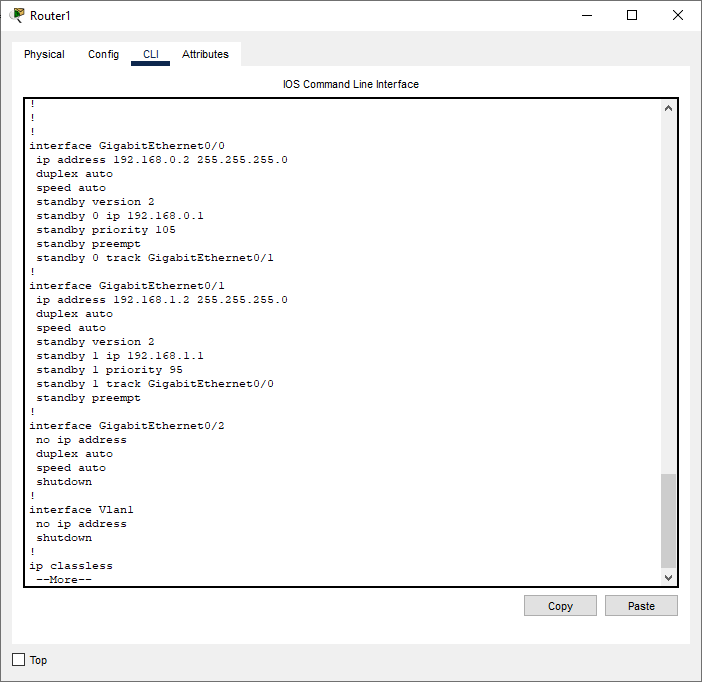 Router1
Physical Config CLI Attributes
IOS Command Line Interface
!
!
!
interface GigabitEthernet0/0
ip address 192.168.0.2 255.255.255.0
duplex auto
speed auto
standby version 2
standby 0 ip 192.168.0.1
standby priority 105
standby preempt
standby 0 track GigabitEthernet0/1
!
interface GigabitEthernet0/1
ip address 192.168.1.2 255.255.255.0
duplex auto
speed auto
standby version 2
standby 1 ip 192.168.1.1
standby 1 priority 95
standby 1 track GigabitEthernet0/0
standby preempt
!
interface GigabitEthernet0/2
no ip address
duplex auto
speed auto
shutdown
!
interface Vlan1
no ip address
shutdown
!
ip classless
--More--
Copy Paste
Top